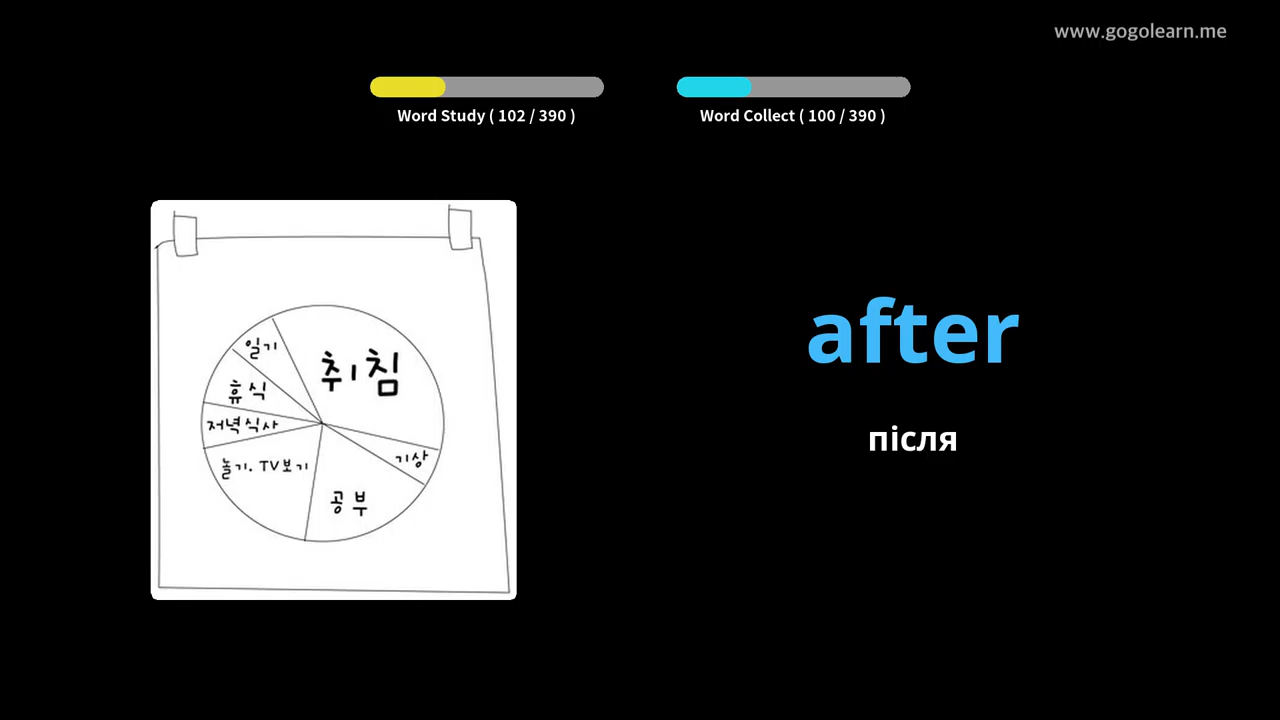 www.gogolearn.me
Word Study ( 102 / 390 )
Word Collect ( 100 / 390 )
일기
취침
휴식
저녁식사
놀기. TV보기
기상
공부
after
після